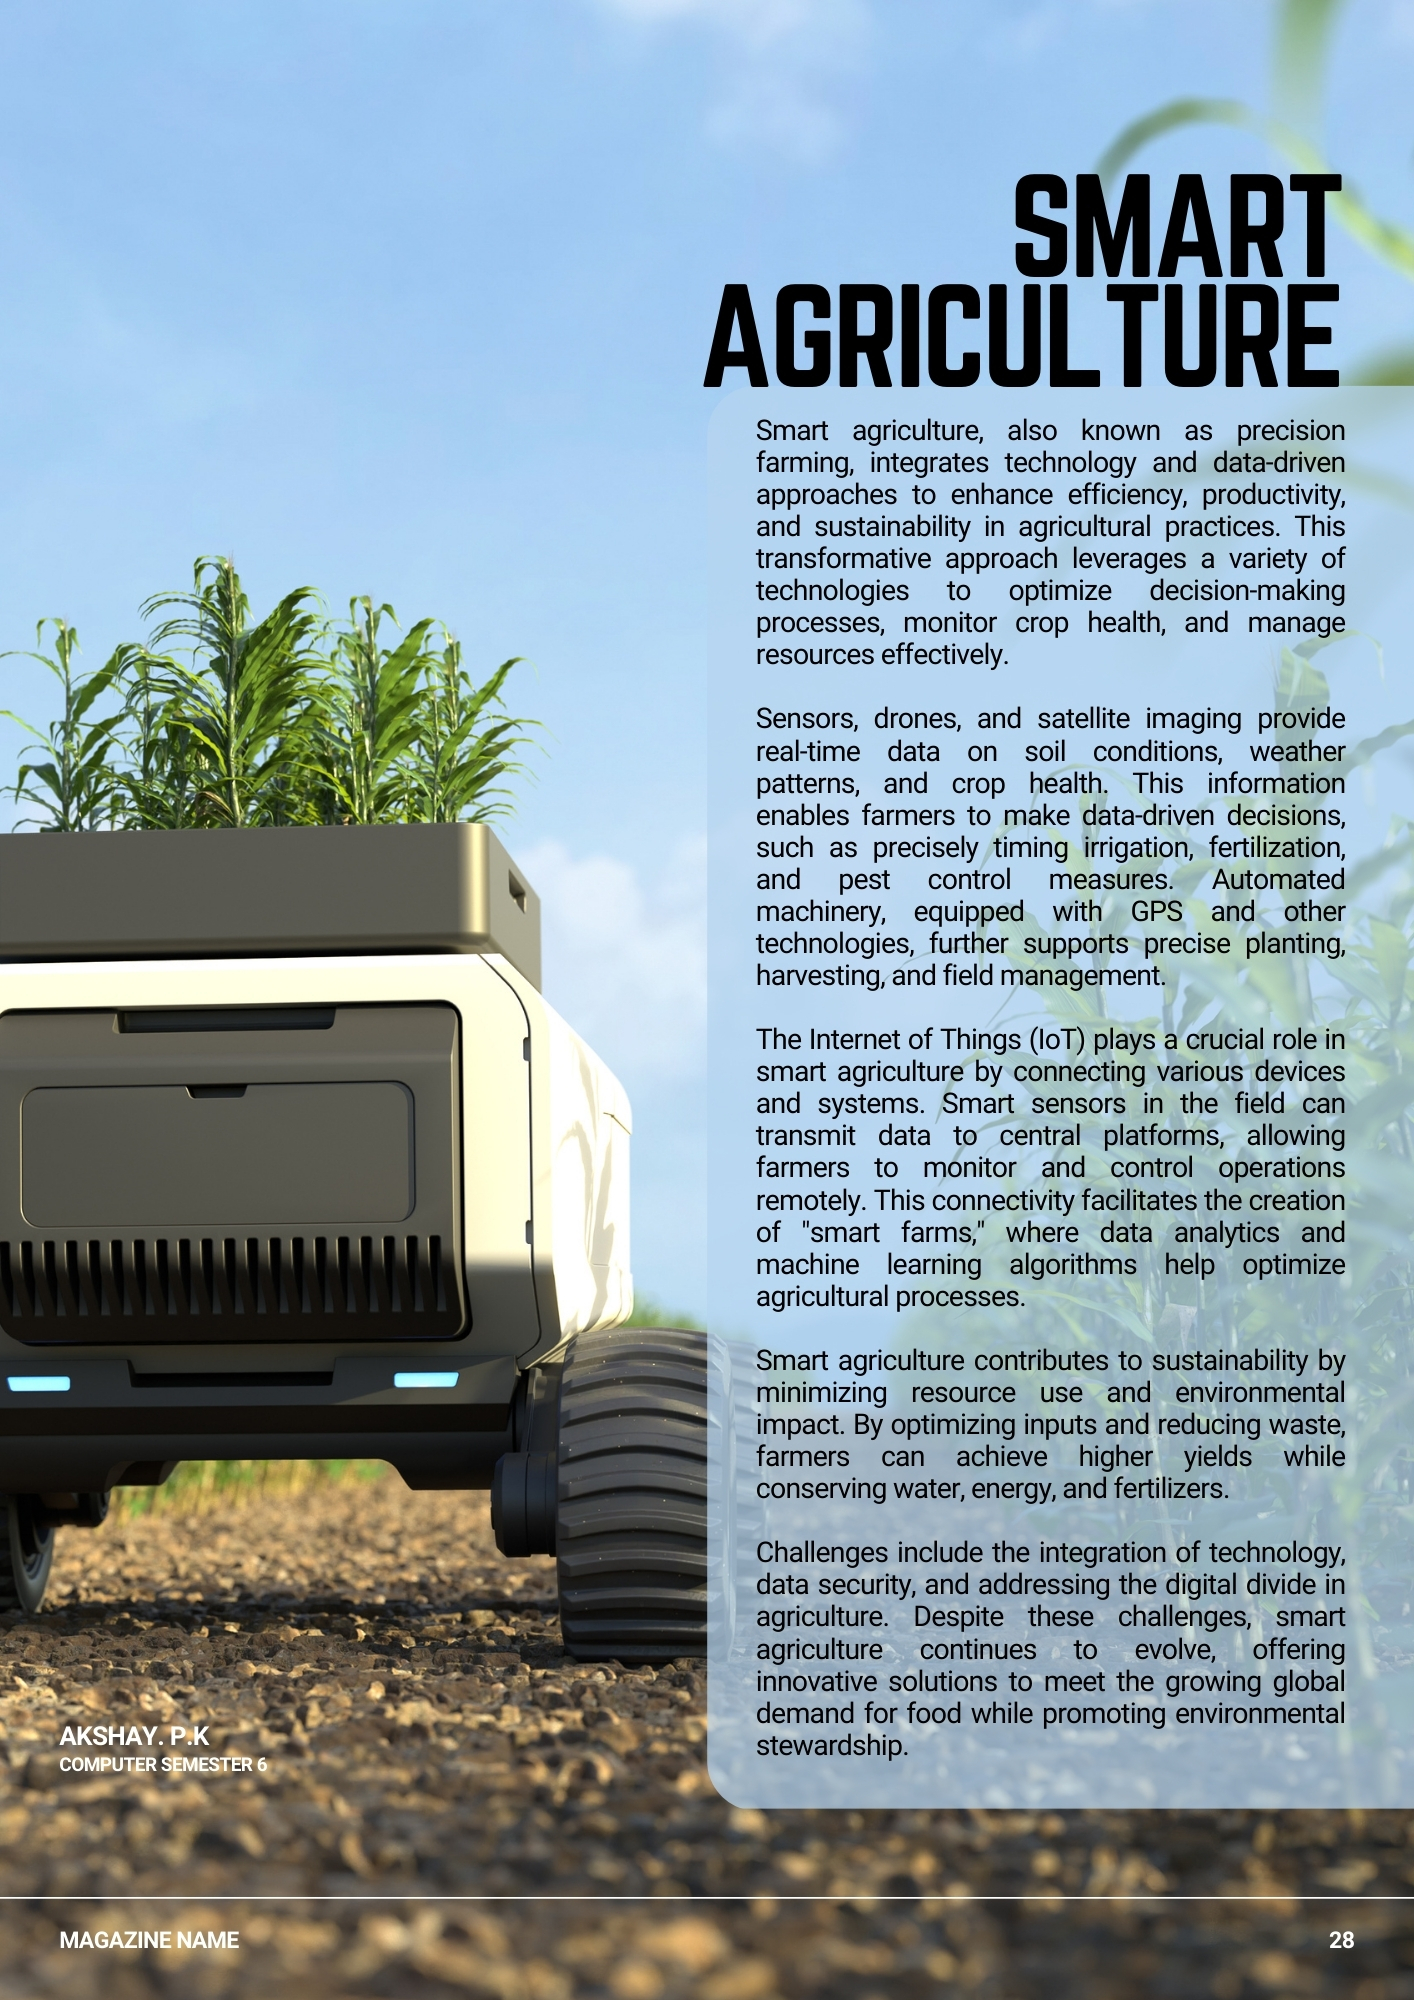 SMART
AGRICULTURE
Smart agriculture, also known as precision
farming, integrates technology and data-driven
approaches to enhance efficiency, productivity,
and sustainability in agricultural practices. This
transformative approach leverages a variety of
technologies to optimize decision-making
processes, monitor crop health, and manage
resources effectively.
Sensors, drones, and satellite imaging provide
real-time data on soil conditions, weather
patterns, and crop health. This information
enables farmers to make data-driven decisions,
such as precisely timing irrigation, fertilization,
and pest control measures. Automated
machinery, equipped with GPS and other
technologies, further supports precise planting,
harvesting, and field management.
The Internet of Things (IoT) plays a crucial role in
smart agriculture by connecting various devices
and systems. Smart sensors in the field can
transmit data to central platforms, allowing
farmers to monitor and control operations
remotely. This connectivity facilitates the creation
of "smart farms," where data analytics and
machine learning algorithms help optimize
agricultural processes.
Smart agriculture contributes to sustainability by
minimizing resource use and environmental
impact. By optimizing inputs and reducing waste,
farmers can achieve higher yields while
conserving water, energy, and fertilizers.
Challenges include the integration of technology,
data security, and addressing the digital divide in
agriculture. Despite these challenges, smart
agriculture continues to evolve, offering
innovative solutions to meet the growing global
demand for food while promoting environmental
stewardship.
AKSHAY. P.K
COMPUTER SEMESTER 6
MAGAZINE NAME
28